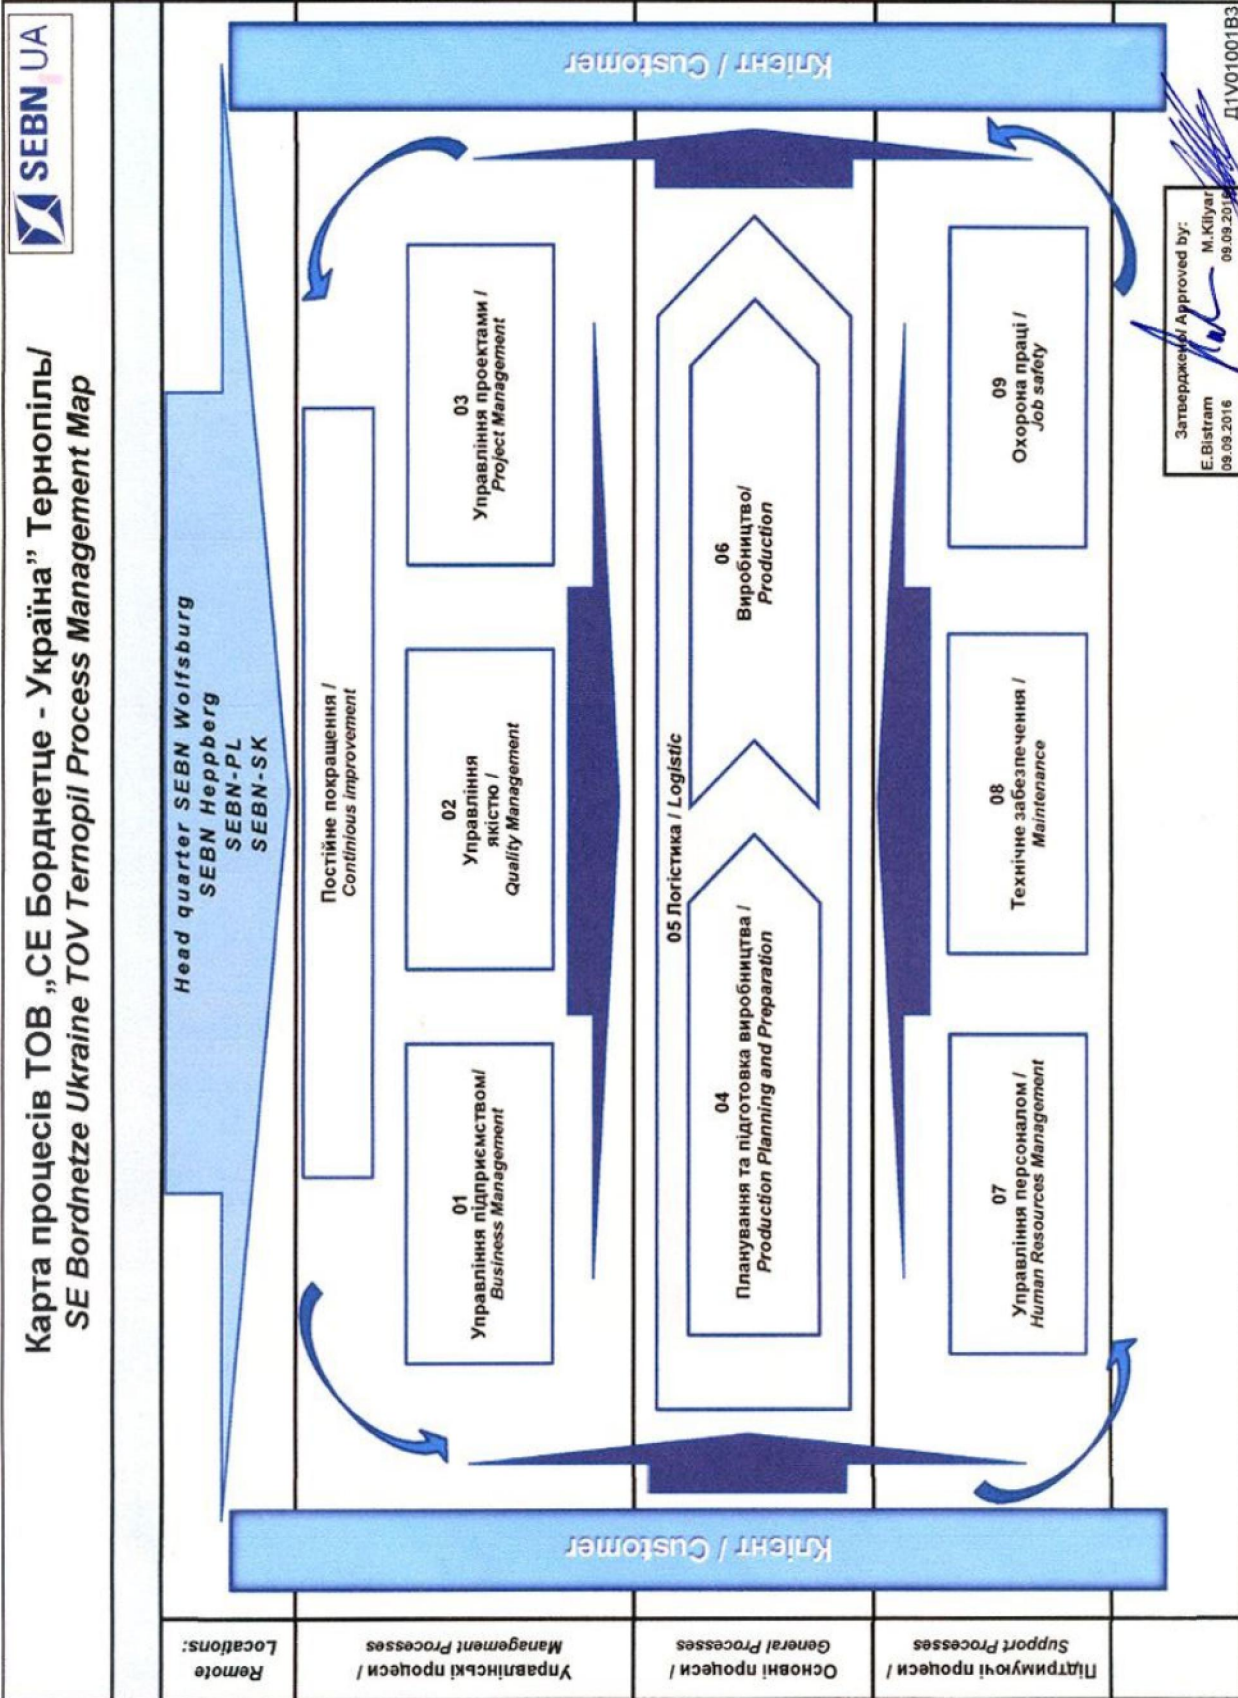 Карта процесів ТОВ „СЕ Борднетце - Україна” Тернопіль/
SE Bordnetze Ukraine TOV Ternopil Process Management Map
SEBN UA
Remote
Locations:
Head quarter SEBN Wolfsburg
SEBN Heppberg
SEBN-PL
SEBN-SK
Управлінські процеси /
Management Processes
Постійне покращення /
Continious improvement
01
Управління підприємством/
Business Management
02
Управління
якістю /
Quality Management
03
Управління проектами /
Project Management
Клієнт / Customer
Клієнт / Customer
Основні процеси /
General Processes
05 Логістика / Logistic
04
Планування та підготовка виробництва /
Production Planning and Preparation
06
Виробництво/
Production
Підтримуючі процеси /
Support Processes
07
Управління персоналом /
Human Resources Management
08
Технічне забезпечення /
Maintenance
09
Охорона праці /
Job safety
Затверджено/ Approved by:
E.Bistram M.Kilyar
09.09.2016 09.09.2016
Д1V01001B3